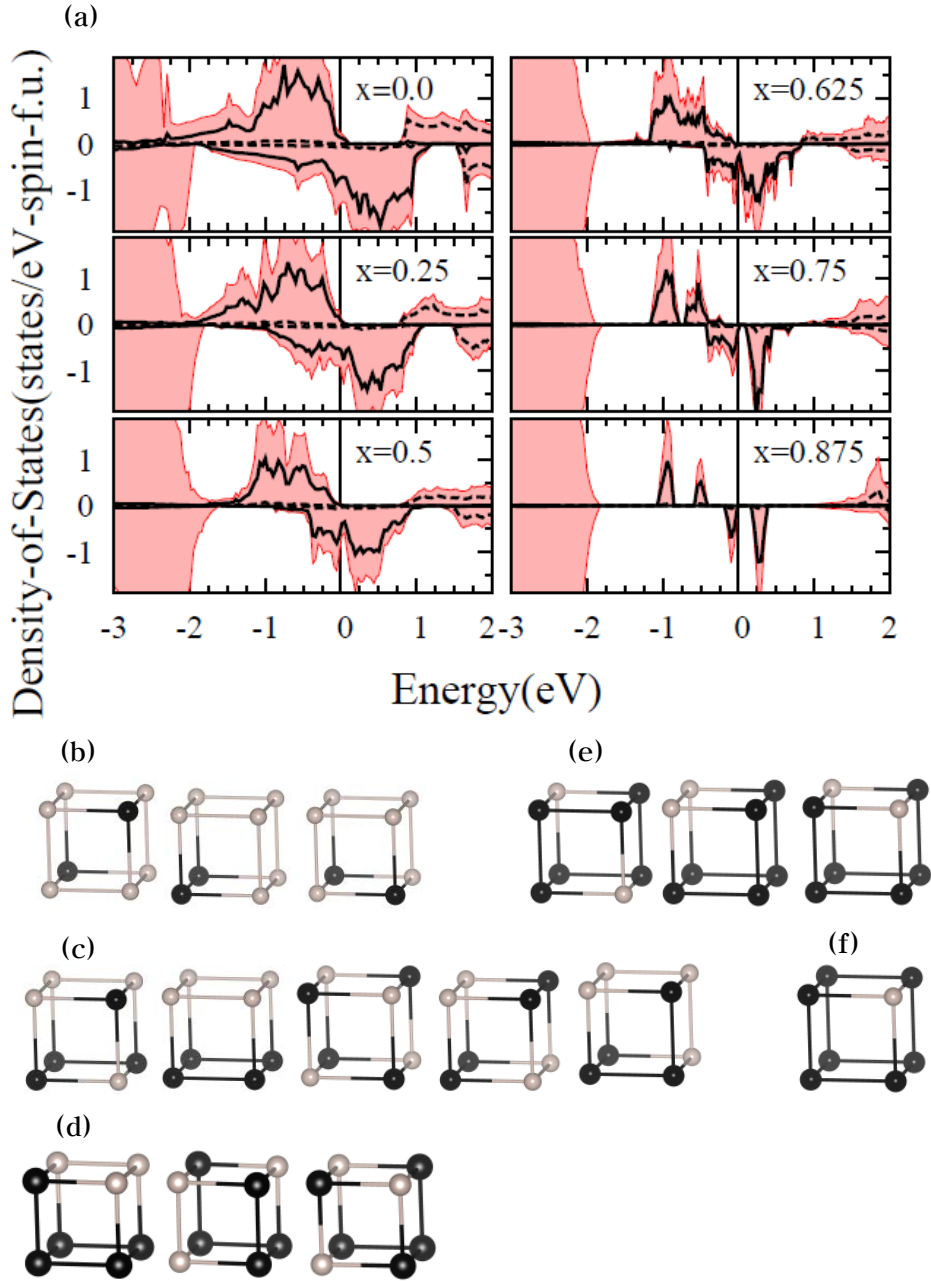 (a)
Density-of-States(states/eV-spin-f.u.)
x=0.0
x=0.625
1
0
-1
x=0.25
x=0.75
1
0
-1
x=0.5
x=0.875
1
0
-1
-3 -2 -1 0 1 2 -3 -2 -1 0 1 2
Energy(eV)
(b) (e)
(c) (f)
(d)